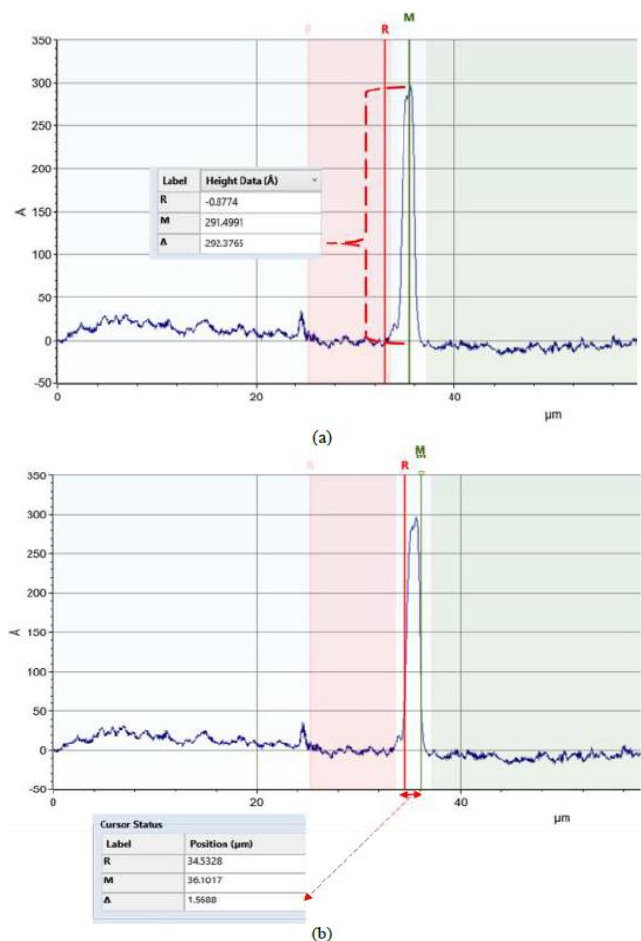 R R M
350
300
250
200
150
100
50
0
-50
Å
Label Height Data (Å)
R -0.8774
M 291.4991
Δ 292.3765
0 20 40
µm
(a)
R R M
350
300
250
200
150
100
50
0
-50
Å
0 20 40
µm
Cursor Status
Label Position (µm)
R 34.5328
M 36.1017
Δ 1.5688
(b)